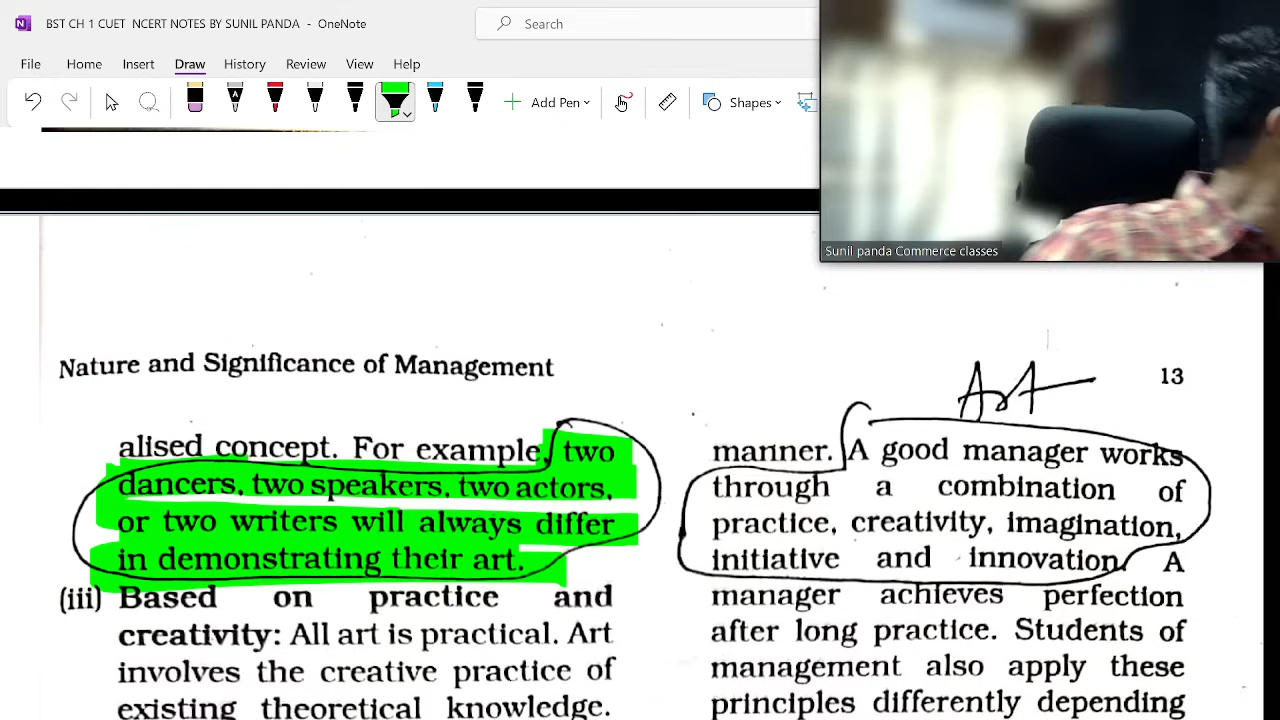 BST CH 1 CUET NCERT NOTES BY SUNIL PANDA - OneNote
Search
File Home Insert Draw History Review View Help
Add Pen
Shapes
Sunil panda Commerce classes
Nature and Significance of Management
Art
13
alised concept. For example, two
dancers, two speakers, two actors,
or two writers will always differ
in demonstrating their art.
(iii) Based on practice and
creativity: All art is practical. Art
involves the creative practice of
existing theoretical knowledge.
manner. A good manager works
through a combination of
practice, creativity, imagination,
initiative and innovation. A
manager achieves perfection
after long practice. Students of
management also apply these
principles differently depending